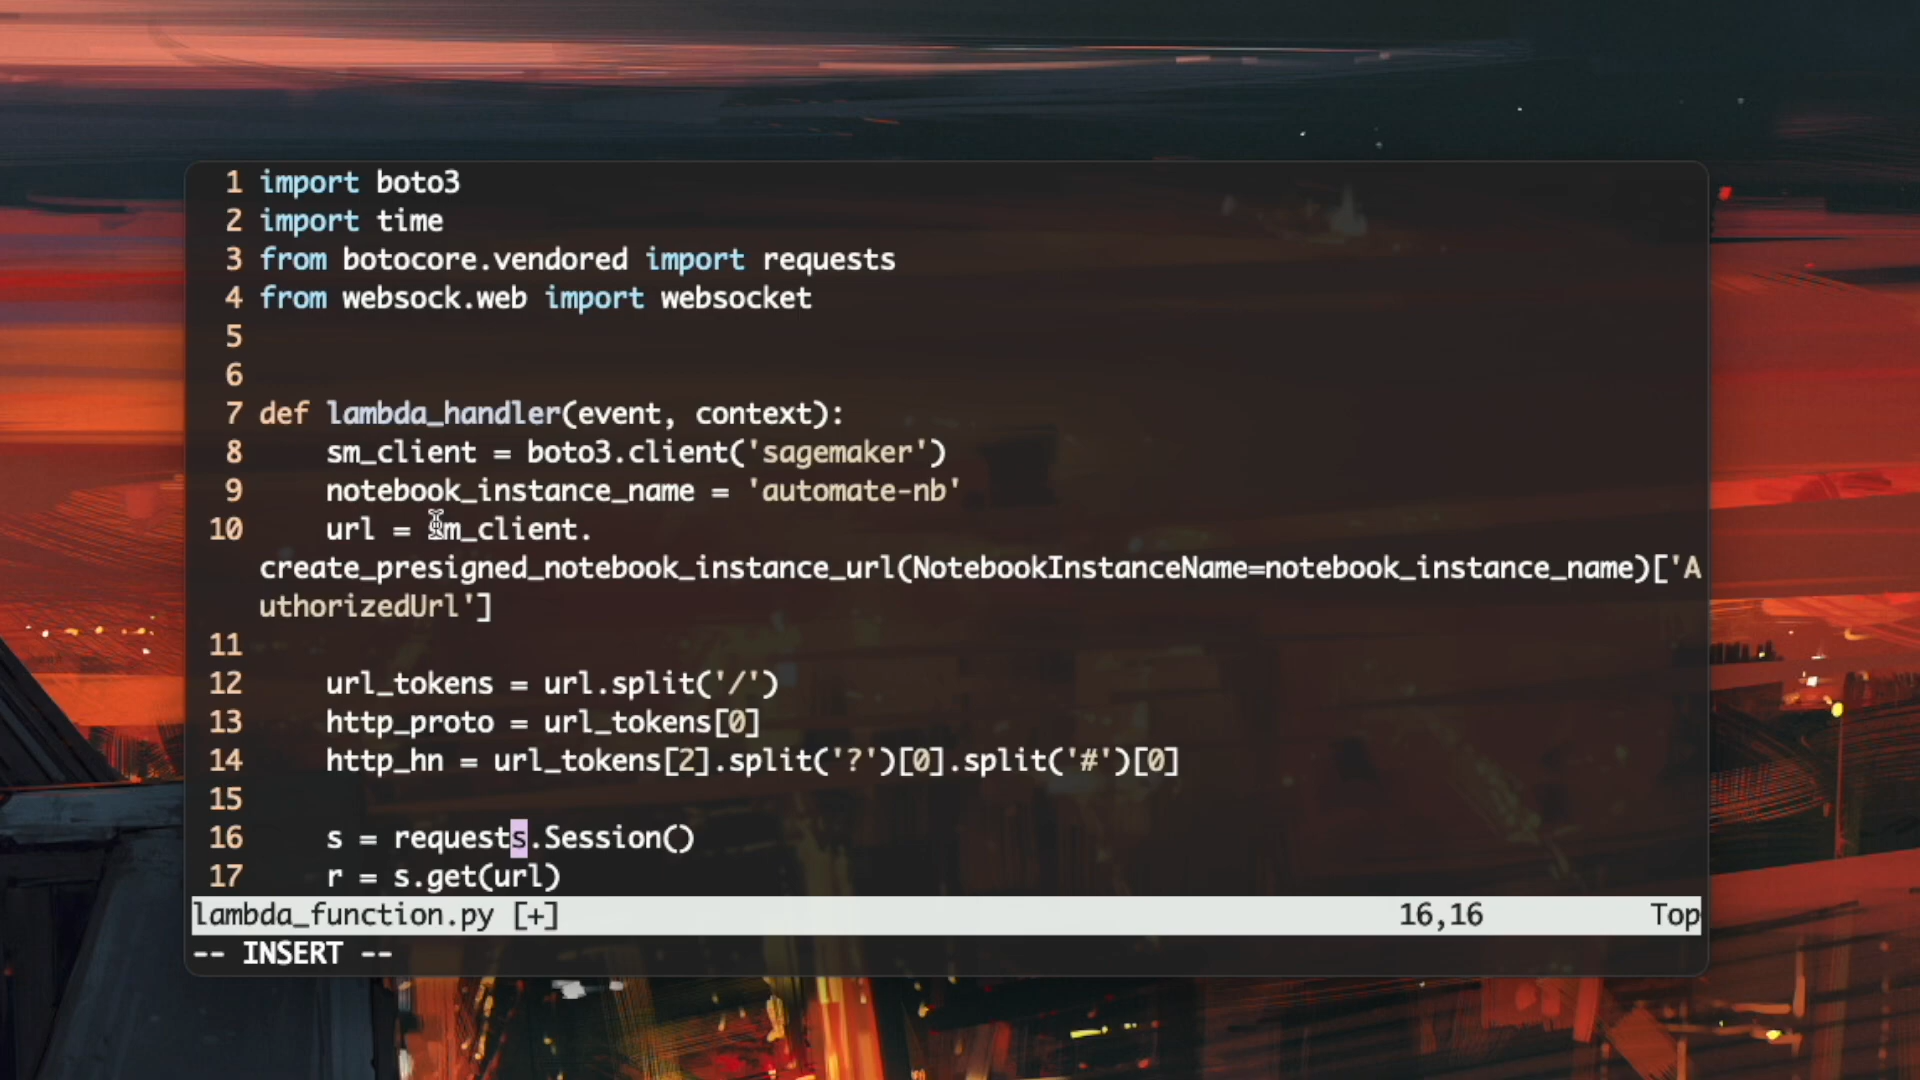 1 import boto3
2 import time
3 from botocore.vendored import requests
4 from websock.web import websocket
5
6
7 def lambda_handler(event, context):
8     sm_client = boto3.client('sagemaker')
9     notebook_instance_name = 'automate-nb'
10     url = sm_client.
create_presigned_notebook_instance_url(NotebookInstanceName=notebook_instance_name)['A
uthorizedUrl']
11
12     url_tokens = url.split('/')
13     http_proto = url_tokens[0]
14     http_hn = url_tokens[2].split('?')[0].split('#')[0]
15
16     s = requests.Session()
17     r = s.get(url)
lambda_function.py [+] 16,16 Top
-- INSERT --